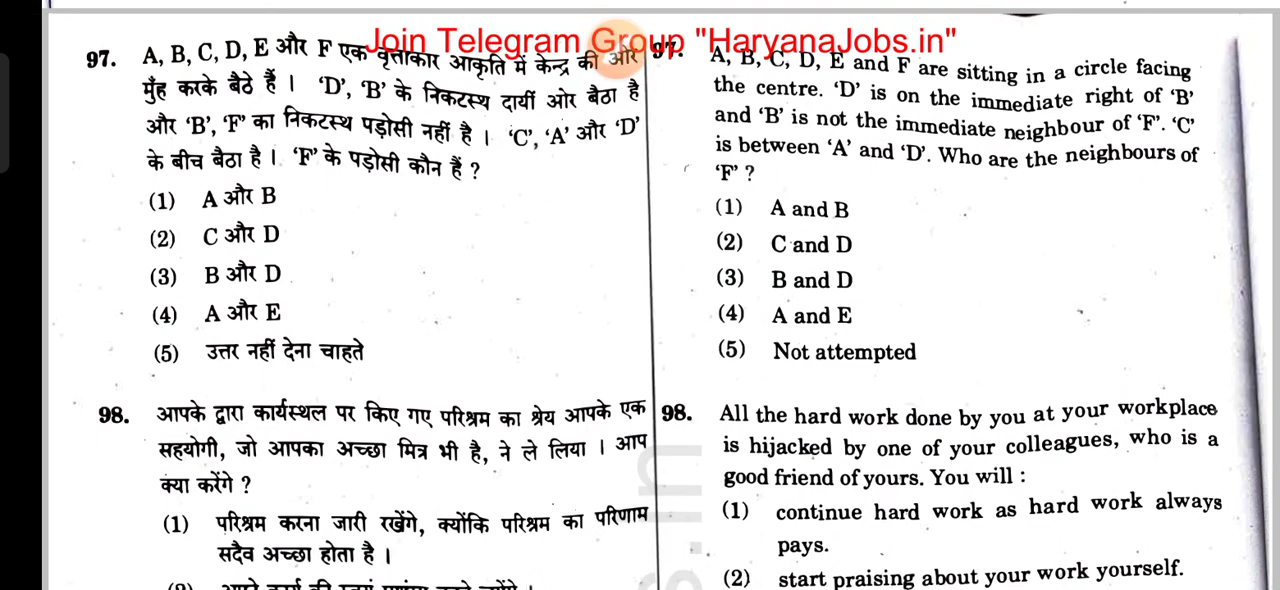 Join Telegram Group "HaryanaJobs.in"
97. A, B, C, D, E और F एक वृत्ताकार आकृति में केन्द्र की ओर
मुँह करके बैठे हैं । 'D', 'B' के निकटस्थ दायीं ओर बैठा है
और 'B', 'F' का निकटस्थ पड़ोसी नहीं है । 'C', 'A' और 'D'
के बीच बैठा है । 'F' के पड़ोसी कौन हैं ?
(1) A और B
(2) C और D
(3) B और D
(4) A और E
(5) उत्तर नहीं देना चाहते
98. आपके द्वारा कार्यस्थल पर किए गए परिश्रम का श्रेय आपके एक
सहयोगी, जो आपका अच्छा मित्र भी है, ने ले लिया । आप
क्या करेंगे ?
(1) परिश्रम करना जारी रखेंगे, क्योंकि परिश्रम का परिणाम
सदैव अच्छा होता है ।
97. A, B, C, D, E and F are sitting in a circle facing
the centre. 'D' is on the immediate right of 'B'
and 'B' is not the immediate neighbour of 'F'. 'C'
is between 'A' and 'D'. Who are the neighbours of
'F' ?
(1) A and B
(2) C and D
(3) B and D
(4) A and E
(5) Not attempted
98. All the hard work done by you at your workplace
is hijacked by one of your colleagues, who is a
good friend of yours. You will :
(1) continue hard work as hard work always
pays.
(2) start praising about your work yourself.